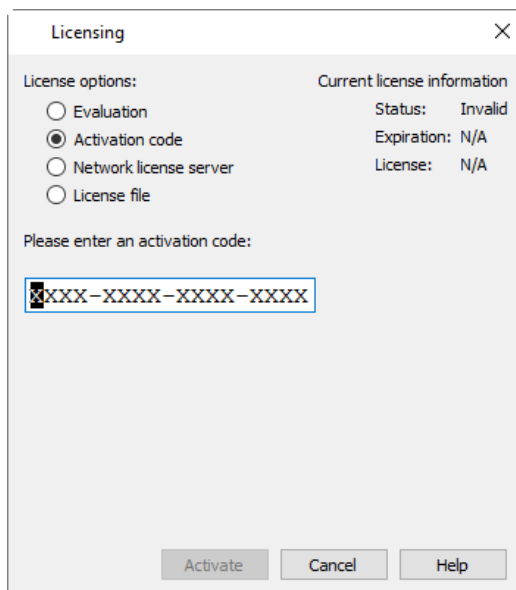 Licensing
License options:
Evaluation
Activation code
Network license server
License file
Current license information
Status: Invalid
Expiration: N/A
License: N/A
Please enter an activation code:
XXXX-XXXX-XXXX-XXXX
Activate
Cancel
Help